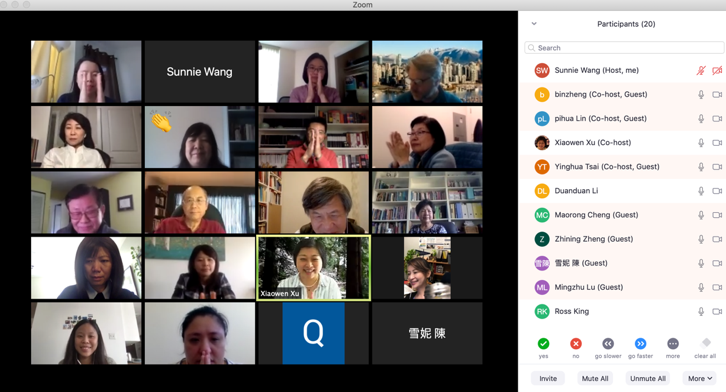 Zoom
Participants (20)
Search
Sunnie Wang
SW Sunnie Wang (Host, me)
b binzheng (Co-host, Guest)
pL pihua Lin (Co-host, Guest)
Xiaowen Xu (Co-host)
YT Yinghua Tsai (Co-host, Guest)
DL Duanduan Li
MC Maorong Cheng (Guest)
Z Zhining Zheng (Guest)
雪陳 雪妮 陳 (Guest)
ML Mingzhu Lu (Guest)
RK Ross King
Xiaowen Xu
Q
雪妮 陳
yes
no
go slower
go faster
more
clear all
Invite
Mute All
Unmute All
More